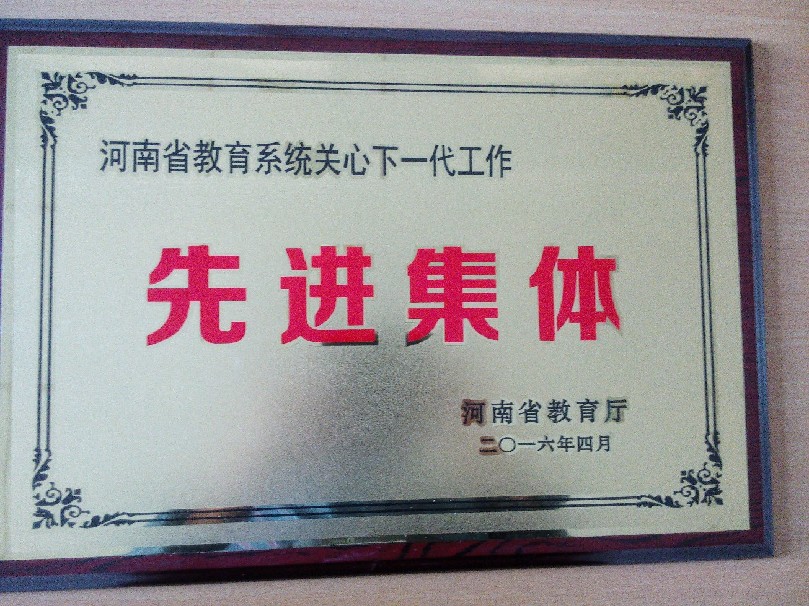 河南省教育系统关心下一代工作
先进集体
河南省教育厅
二〇一六年四月